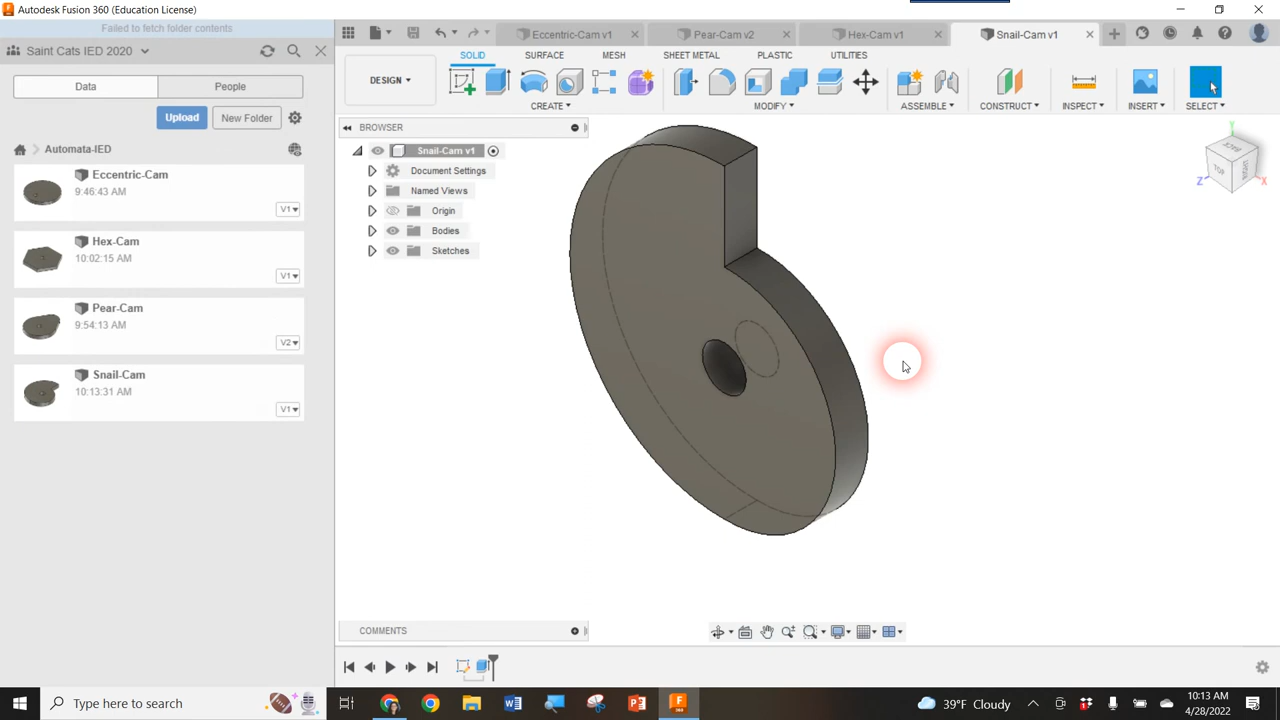 Autodesk Fusion 360 (Education License)
Failed to fetch folder contents
Saint Cats IED 2020
Data
People
Upload
New Folder
Automata-IED
Eccentric-Cam
9:46:43 AM
V1
Hex-Cam
10:02:15 AM
V1
Pear-Cam
9:54:13 AM
V2
Snail-Cam
10:13:31 AM
V1
Eccentric-Cam v1
Pear-Cam v2
Hex-Cam v1
Snail-Cam v1
SOLID
SURFACE
MESH
SHEET METAL
PLASTIC
UTILITIES
DESIGN
CREATE
MODIFY
ASSEMBLE
CONSTRUCT
INSPECT
INSERT
SELECT
BROWSER
Snail-Cam v1
Document Settings
Named Views
Origin
Bodies
Sketches
Y
TOP
Z
X
COMMENTS
Type here to search
39°F Cloudy
10:13 AM
4/28/2022